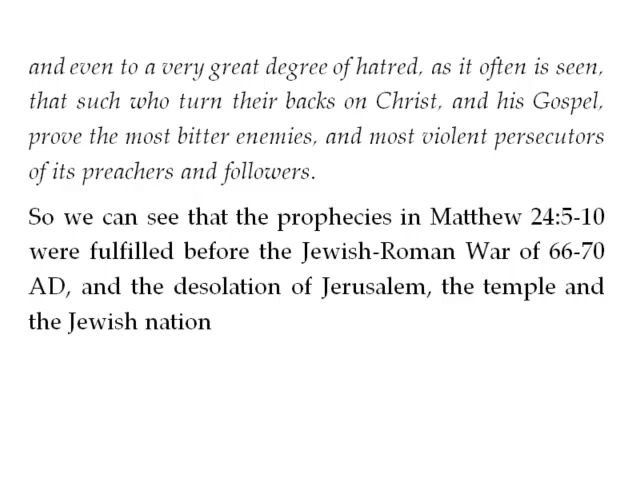 and even to a very great degree of hatred, as it often is seen,
that such who turn their backs on Christ, and his Gospel,
prove the most bitter enemies, and most violent persecutors
of its preachers and followers.
So we can see that the prophecies in Matthew 24:5-10
were fulfilled before the Jewish-Roman War of 66-70
AD, and the desolation of Jerusalem, the temple and
the Jewish nation